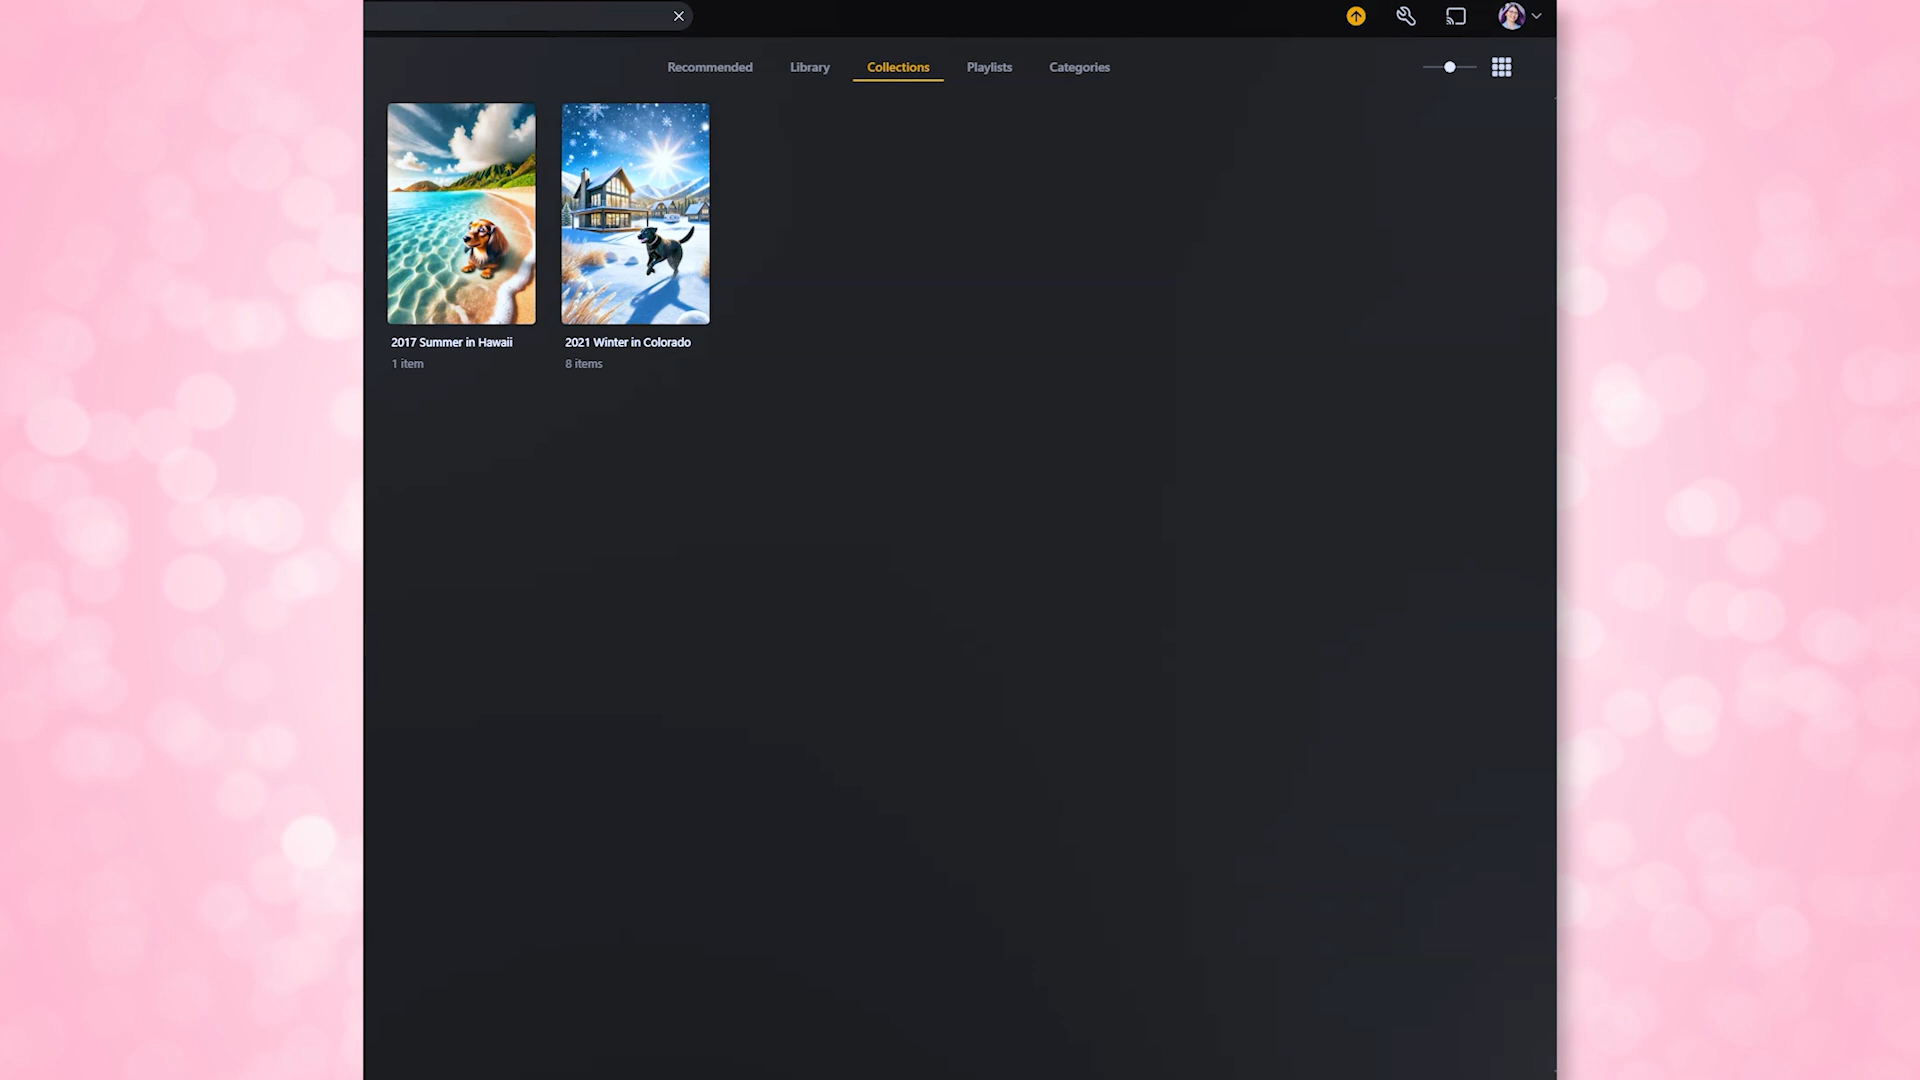 Recommended
Library
Collections
Playlists
Categories
2017 Summer in Hawaii
1 item
2021 Winter in Colorado
8 items